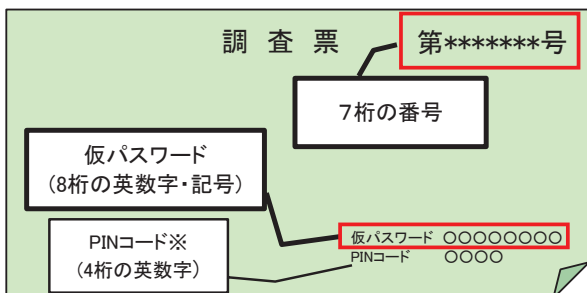 調 査 票 第*******号
7桁の番号
仮パスワード
(8桁の英数字・記号)
PINコード※
(4桁の英数字)
仮パスワード ○○○○○○○○
PINコード ○○○○